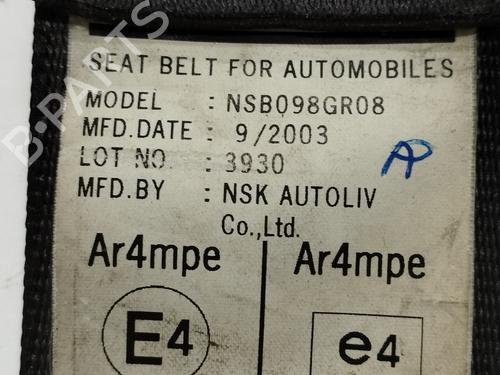 SEAT BELT FOR AUTOMOBILES
MODEL : NSB098GR08
MFD.DATE : 9/2003
LOT NO. : 3930
MFD.BY : NSK AUTOLIV
Co.,Ltd.
Ar4mpe Ar4mpe
E4 e4
B-PARTS